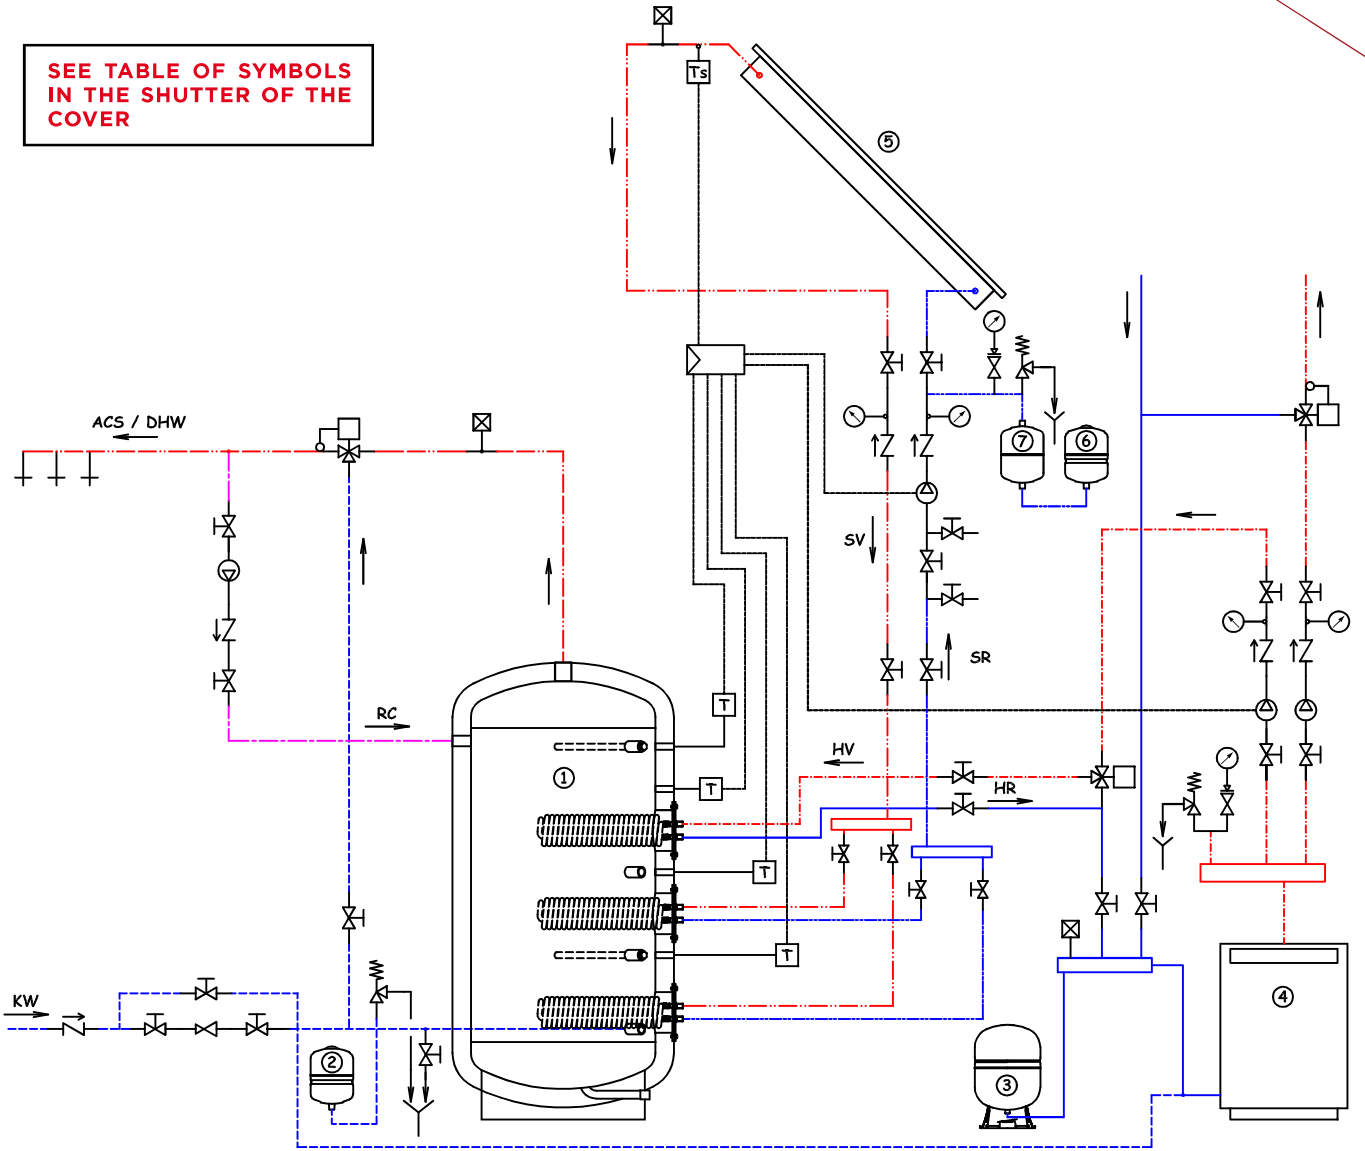 SEE TABLE OF SYMBOLS
IN THE SHUTTER OF THE
COVER
Ts
5
ACS / DHW
7
6
SV
SR
RC
T
HV
1
T
HR
T
T
4
KW
2
3